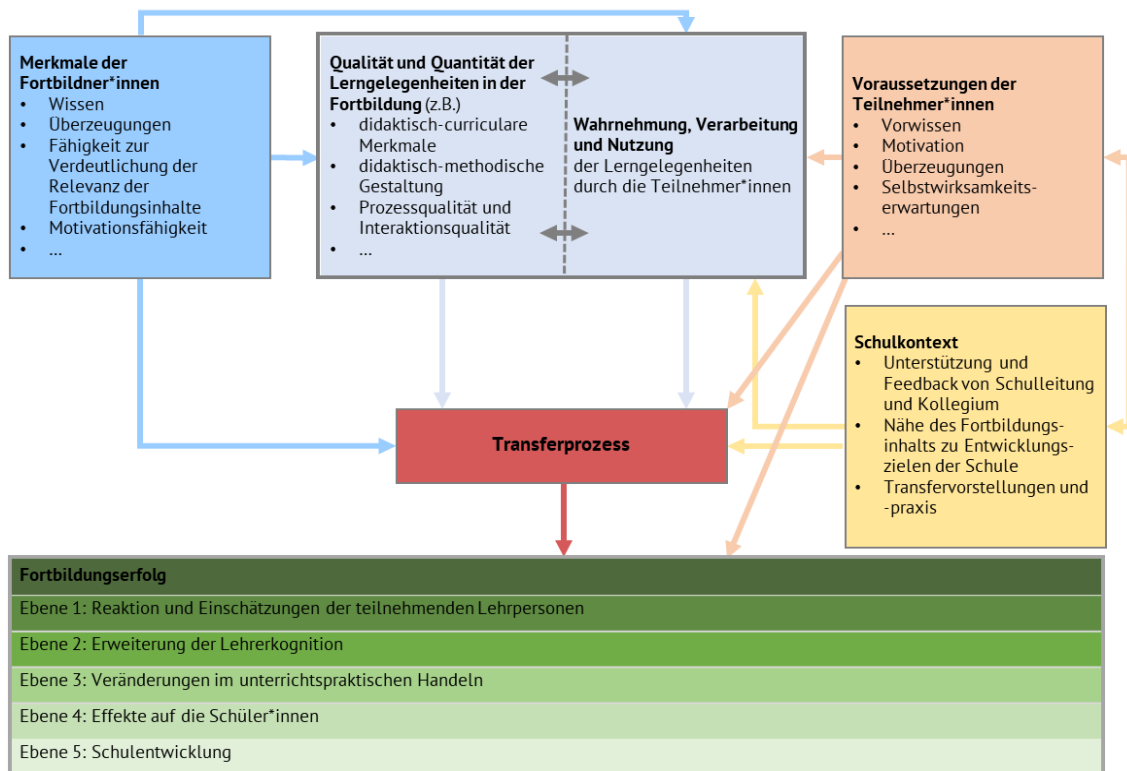 Merkmale der
Fortbildner*innen
• Wissen
• Überzeugungen
• Fähigkeit zur
Verdeutlichung der
Relevanz der
Fortbildungsinhalte
• Motivationsfähigkeit
• ...
Qualität und Quantität der
Lerngelegenheiten in der
Fortbildung (z.B.)
• didaktisch-curriculare
Merkmale
• didaktisch-methodische
Gestaltung
• Prozessqualität und
Interaktionsqualität
• ...
Wahrnehmung, Verarbeitung
und Nutzung
der Lerngelegenheiten
durch die Teilnehmer*innen
Voraussetzungen der
Teilnehmer*innen
• Vorwissen
• Motivation
• Überzeugungen
• Selbstwirksamkeits-
erwartungen
• ...
Schulkontext
• Unterstützung und
Feedback von Schulleitung
und Kollegium
• Nähe des Fortbildungs-
inhalts zu Entwicklungs-
zielen der Schule
• Transfervorstellungen und
-praxis
Transferprozess
Fortbildungserfolg
Ebene 1: Reaktion und Einschätzungen der teilnehmenden Lehrpersonen
Ebene 2: Erweiterung der Lehrerkognition
Ebene 3: Veränderungen im unterrichtspraktischen Handeln
Ebene 4: Effekte auf die Schüler*innen
Ebene 5: Schulentwicklung